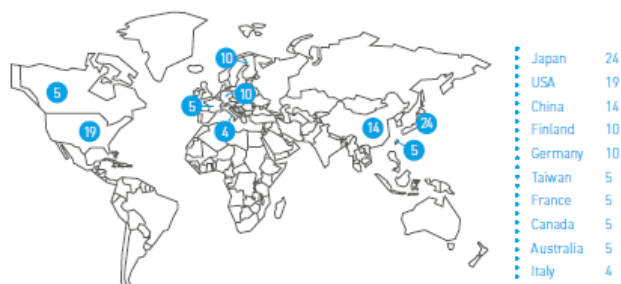 10
5
10
5
19
4
14
24
5
Japan 24
USA 19
China 14
Finland 10
Germany 10
Taiwan 5
France 5
Canada 5
Australia 5
Italy 4